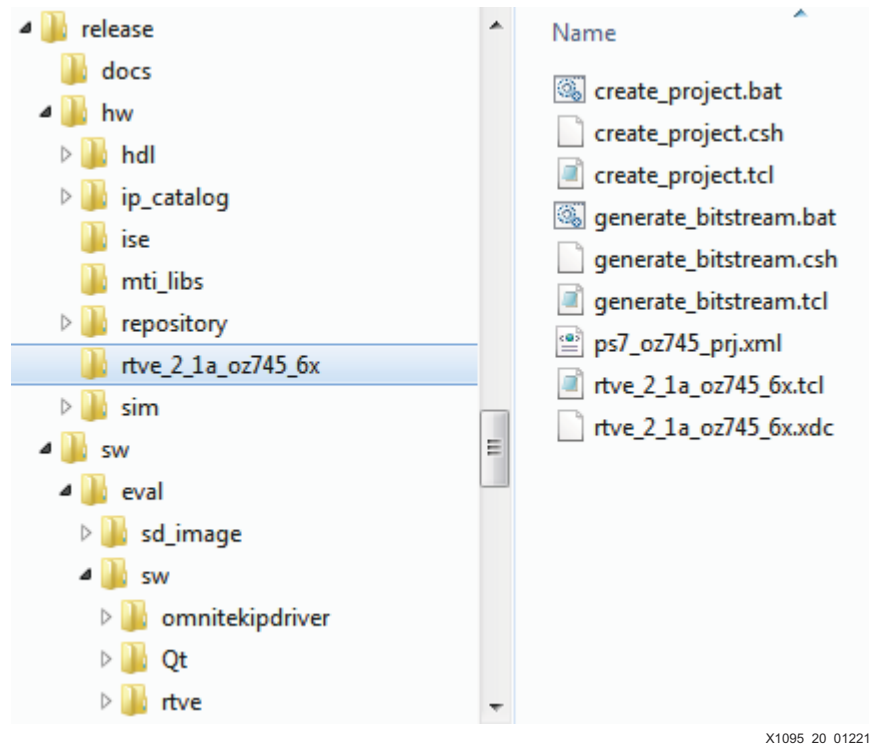 release
docs
hw
hdl
ip_catalog
ise
mti_libs
repository
rtve_2_1a_oz745_6x
sim
sw
eval
sd_image
sw
omnitekipdriver
Qt
rtve
Name
create_project.bat
create_project.csh
create_project.tcl
generate_bitstream.bat
generate_bitstream.csh
generate_bitstream.tcl
ps7_oz745_prj.xml
rtve_2_1a_oz745_6x.tcl
rtve_2_1a_oz745_6x.xdc
X1095_20_01221